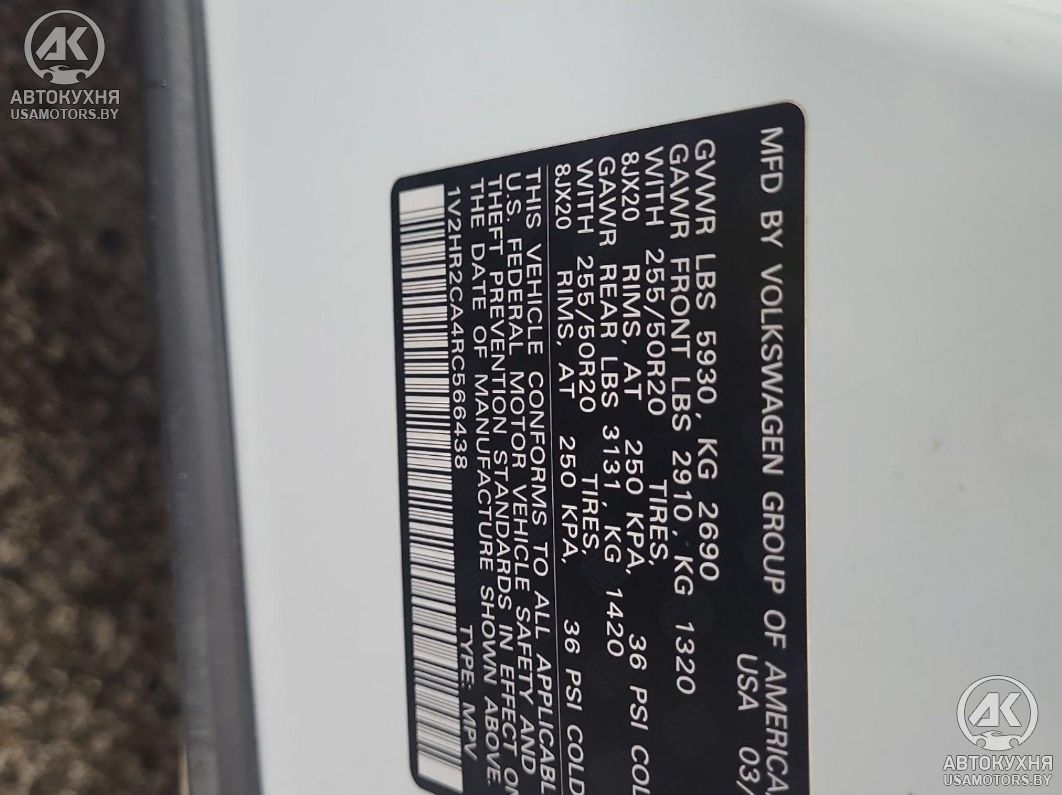 AK
АВТОКУХНЯ
USAMOTORS.BY
MFD BY VOLKSWAGEN GROUP OF AMERICA,
USA 03/
GVWR LBS 5930, KG 2690
GAWR FRONT LBS 2910, KG 1320
WITH 255/50R20 TIRES,
8JX20 RIMS, AT 250 KPA, 36 PSI COL
GAWR REAR LBS 3131, KG 1420
WITH 255/50R20 TIRES,
8JX20 RIMS, AT 250 KPA, 36 PSI COLD
THIS VEHICLE CONFORMS TO ALL APPLICABL
U.S. FEDERAL MOTOR VEHICLE SAFETY AND
THEFT PREVENTION STANDARDS IN EFFECT ON
THE DATE OF MANUFACTURE SHOWN ABOVE.
1V2HR2CA4RC566438 TYPE: MPV
AK
АВТОКУХНЯ
USAMOTORS.BY